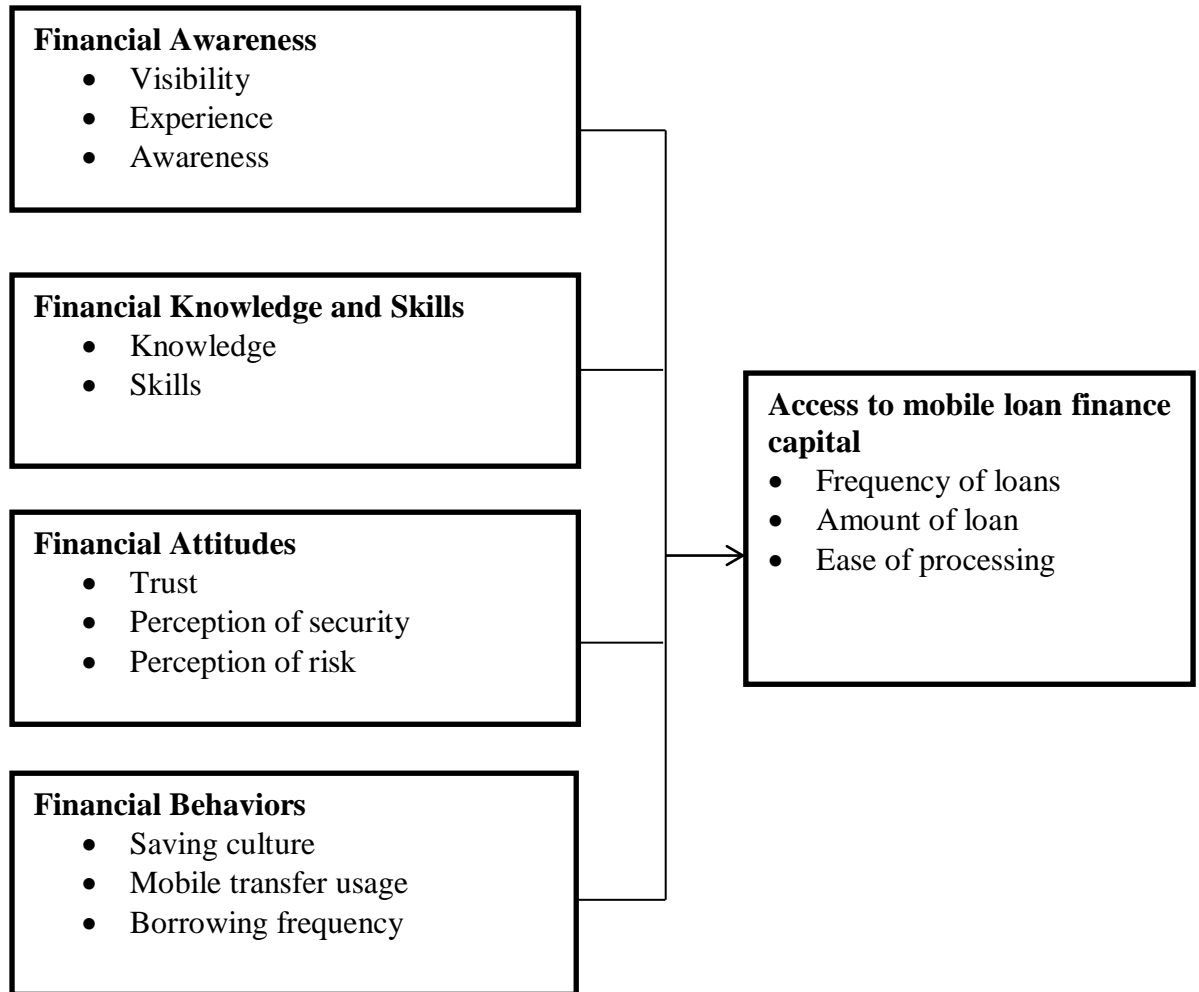 Financial Awareness
• Visibility
• Experience
• Awareness
Financial Knowledge and Skills
• Knowledge
• Skills
Financial Attitudes
• Trust
• Perception of security
• Perception of risk
Financial Behaviors
• Saving culture
• Mobile transfer usage
• Borrowing frequency
Access to mobile loan finance
capital
• Frequency of loans
• Amount of loan
• Ease of processing